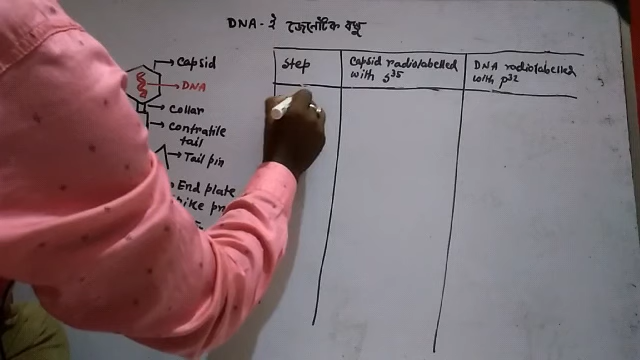 DNA-ই জেনেটিক বস্তু
Capsid
DNA
collar
contratile
tail
Tail pin
End plate
step
capsid radiolabelled
with s35
DNA radiolabelled
with p32